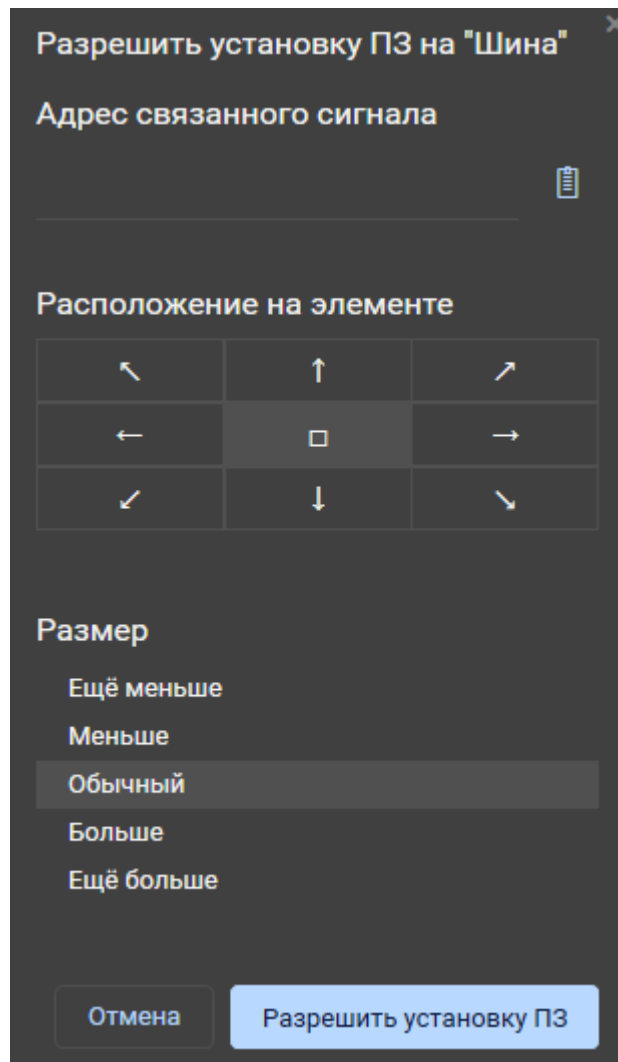 Разрешить установку ПЗ на "Шина"
Адрес связанного сигнала
Расположение на элементе
↖ ↑ ↗
← □ →
↙ ↓ ↘
Размер
Ещё меньше
Меньше
Обычный
Больше
Ещё больше
Отмена Разрешить установку ПЗ